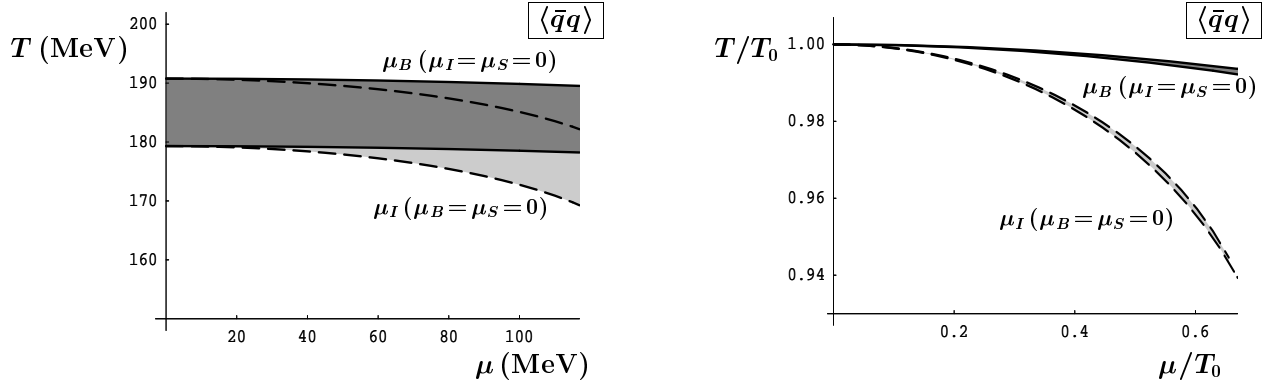 ⟨q̄q⟩
T (MeV)
200
190
180
170
160
μ_B (μ_I=μ_S=0)
μ_I (μ_B=μ_S=0)
20 40 60 80 100
μ (MeV)
⟨q̄q⟩
T/T₀
1.00
0.98
0.96
0.94
μ_B (μ_I=μ_S=0)
μ_I (μ_B=μ_S=0)
0.2 0.4 0.6
μ/T₀